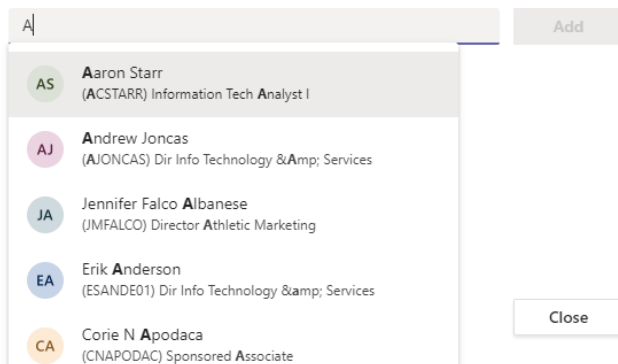 A
Add
AS
Aaron Starr
(ACSTARR) Information Tech Analyst I
AJ
Andrew Joncas
(AJONCAS) Dir Info Technology &Amp; Services
JA
Jennifer Falco Albanese
(JMFALCO) Director Athletic Marketing
EA
Erik Anderson
(ESANDE01) Dir Info Technology &amp; Services
Close
CA
Corie N Apodaca
(CNAPODAC) Sponsored Associate